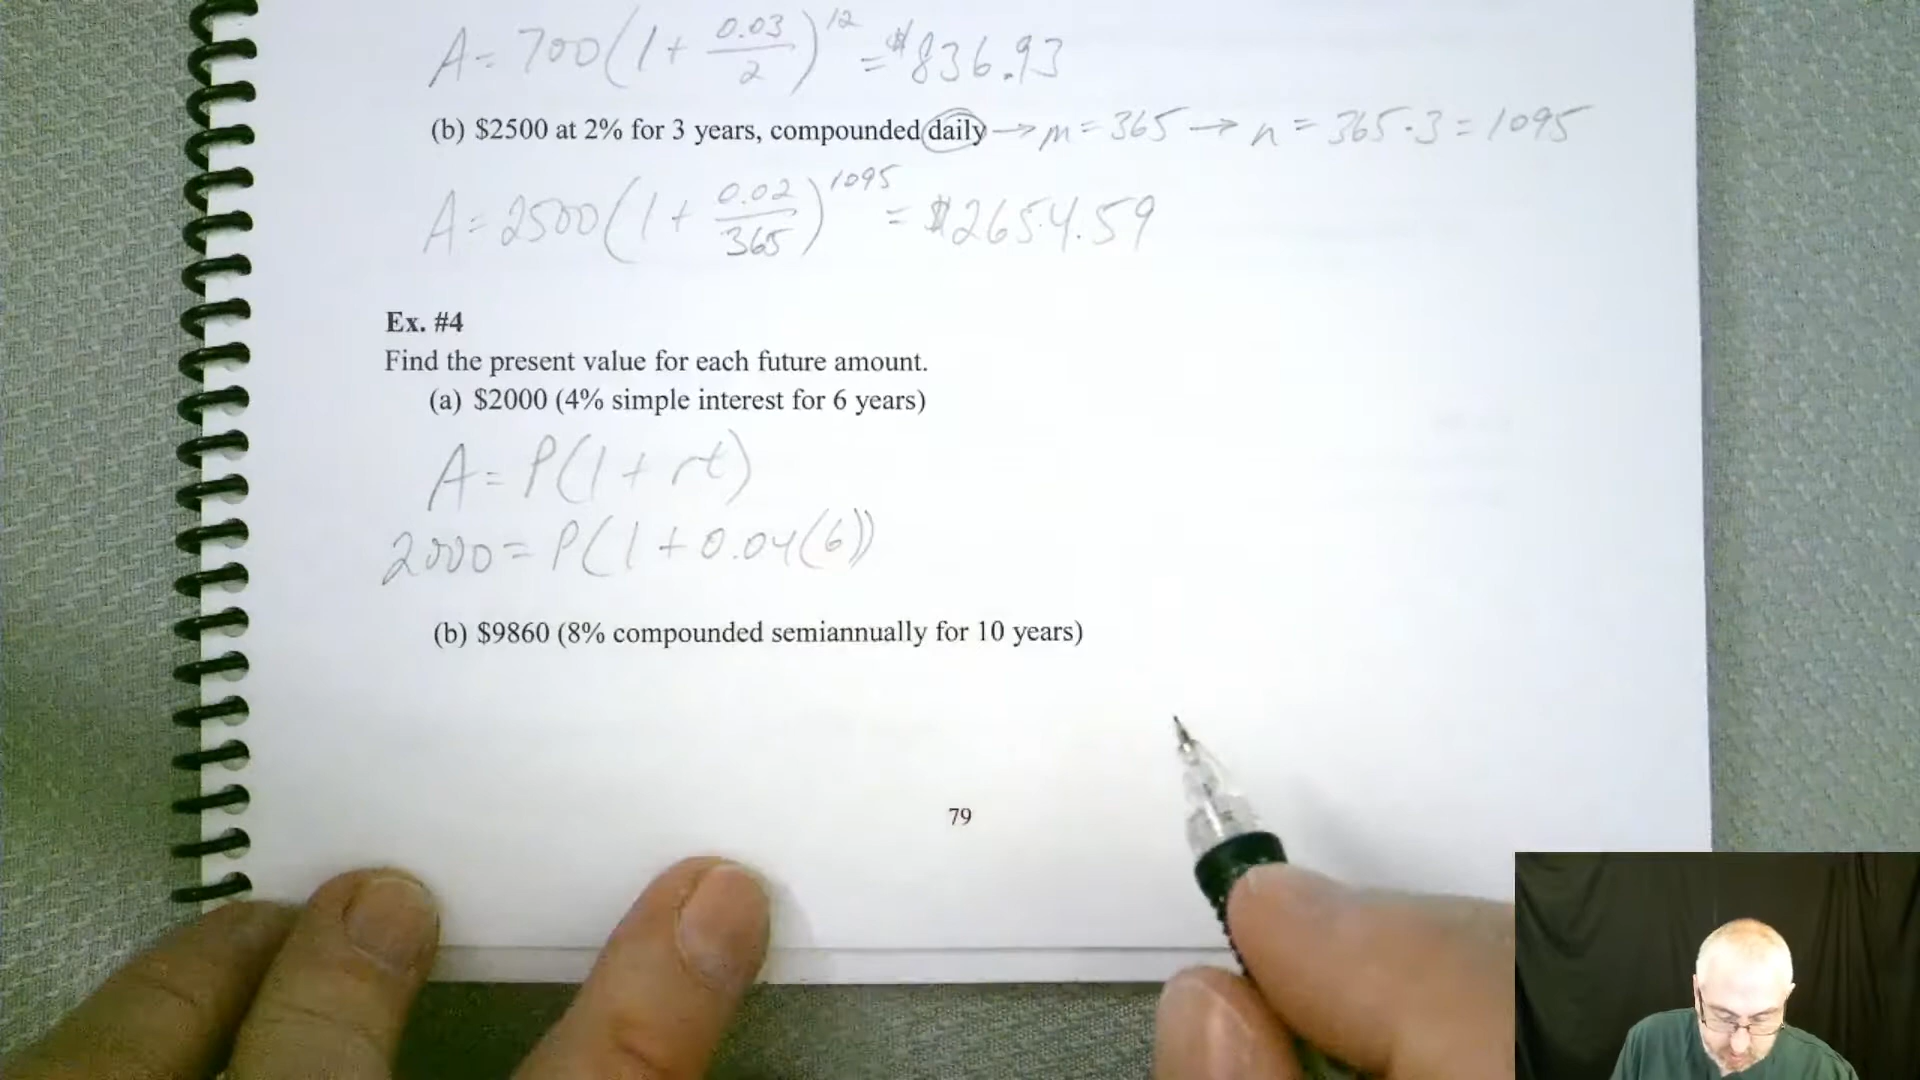 A = 700(1 + 0.03/2)^12 = $836.93
(b) $2500 at 2% for 3 years, compounded daily → m = 365 → n = 365·3 = 1095
A = 2500(1 + 0.02/365)^1095 = $2654.59
Ex. #4
Find the present value for each future amount.
(a) $2000 (4% simple interest for 6 years)
A = P(1 + rt)
2000 = P(1 + 0.04(6))
(b) $9860 (8% compounded semiannually for 10 years)
79